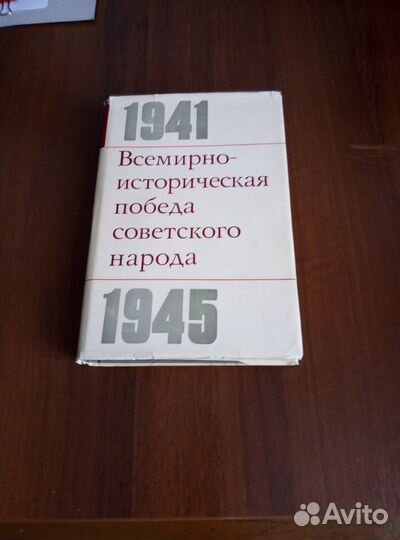 1941
Всемирно-
историческая
победа
советского
народа
1945
Avito